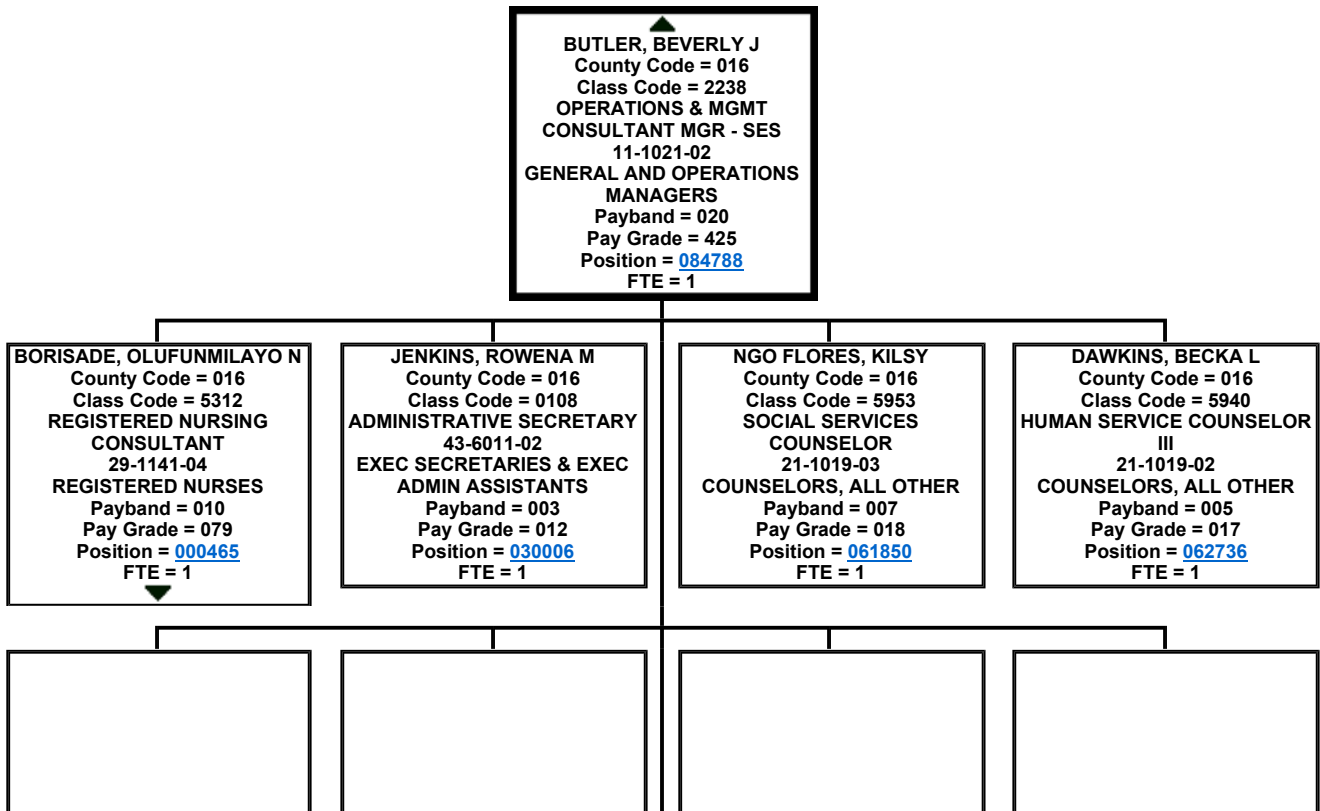 BUTLER, BEVERLY J
County Code = 016
Class Code = 2238
OPERATIONS & MGMT
CONSULTANT MGR - SES
11-1021-02
GENERAL AND OPERATIONS
MANAGERS
Payband = 020
Pay Grade = 425
Position = 084788
FTE = 1
BORISADE, OLUFUNMILAYO N
County Code = 016
Class Code = 5312
REGISTERED NURSING
CONSULTANT
29-1141-04
REGISTERED NURSES
Payband = 010
Pay Grade = 079
Position = 000465
FTE = 1
JENKINS, ROWENA M
County Code = 016
Class Code = 0108
ADMINISTRATIVE SECRETARY
43-6011-02
EXEC SECRETARIES & EXEC
ADMIN ASSISTANTS
Payband = 003
Pay Grade = 012
Position = 030006
FTE = 1
NGO FLORES, KILSY
County Code = 016
Class Code = 5953
SOCIAL SERVICES
COUNSELOR
21-1019-03
COUNSELORS, ALL OTHER
Payband = 007
Pay Grade = 018
Position = 061850
FTE = 1
DAWKINS, BECKA L
County Code = 016
Class Code = 5940
HUMAN SERVICE COUNSELOR
III
21-1019-02
COUNSELORS, ALL OTHER
Payband = 005
Pay Grade = 017
Position = 062736
FTE = 1